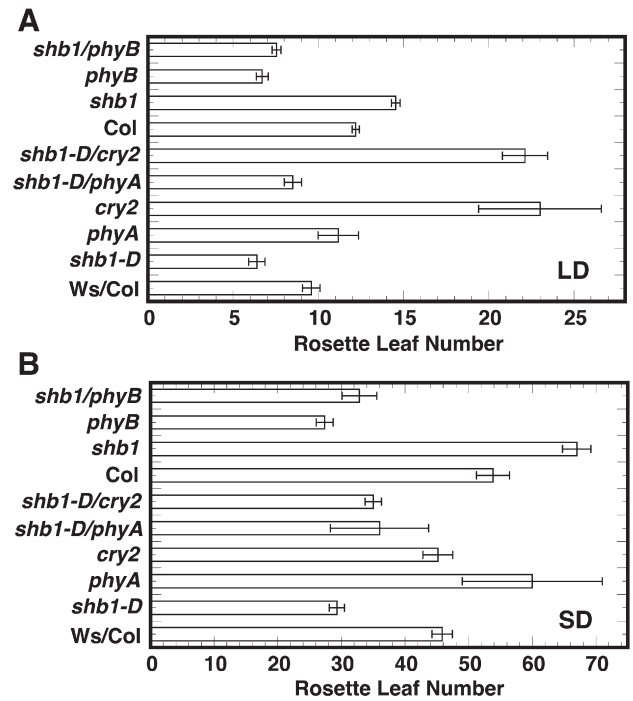 A
shb1/phyB
phyB
shb1
Col
shb1-D/cry2
shb1-D/phyA
cry2
phyA
shb1-D
Ws/Col
LD
0 5 10 15 20 25
Rosette Leaf Number
B
shb1/phyB
phyB
shb1
Col
shb1-D/cry2
shb1-D/phyA
cry2
phyA
shb1-D
SD
Ws/Col
0 10 20 30 40 50 60 70
Rosette Leaf Number